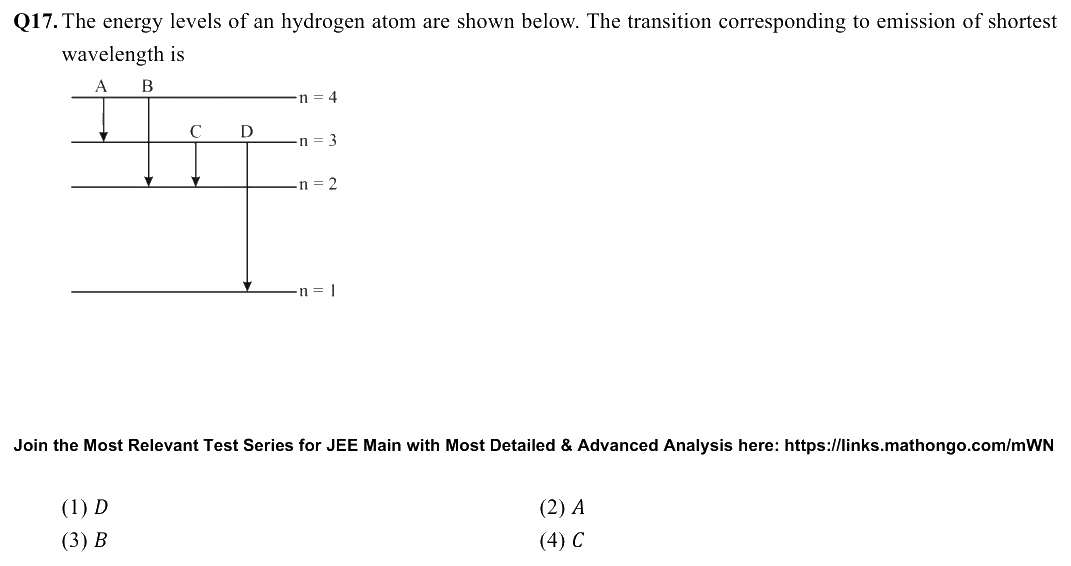 Q17. The energy levels of an hydrogen atom are shown below. The transition corresponding to emission of shortest
wavelength is
A B
n = 4
C D
n = 3
n = 2
n = 1
Join the Most Relevant Test Series for JEE Main with Most Detailed & Advanced Analysis here: https://links.mathongo.com/mWN
(1) D (2) A
(3) B (4) C